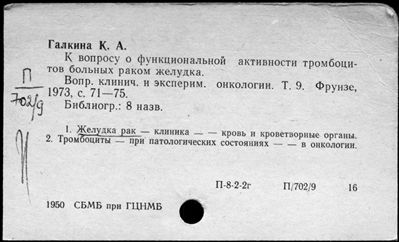 Галкина К. А.
К вопросу о функциональной активности тромбоци-
тов больных раком желудка.
Вопр. клинич. и эксперим. онкологии. Т. 9. Фрунзе,
1973, с. 71—75.
Библиогр.: 8 назв.
П
702/9
1. Желудка рак — клиника — — кровь и кроветворные органы.
2. Тромбоциты — при патологических состояниях — — в онкологии.
П-8-2-2г П/702/9 16
1950 СБМБ при ГЦНМБ